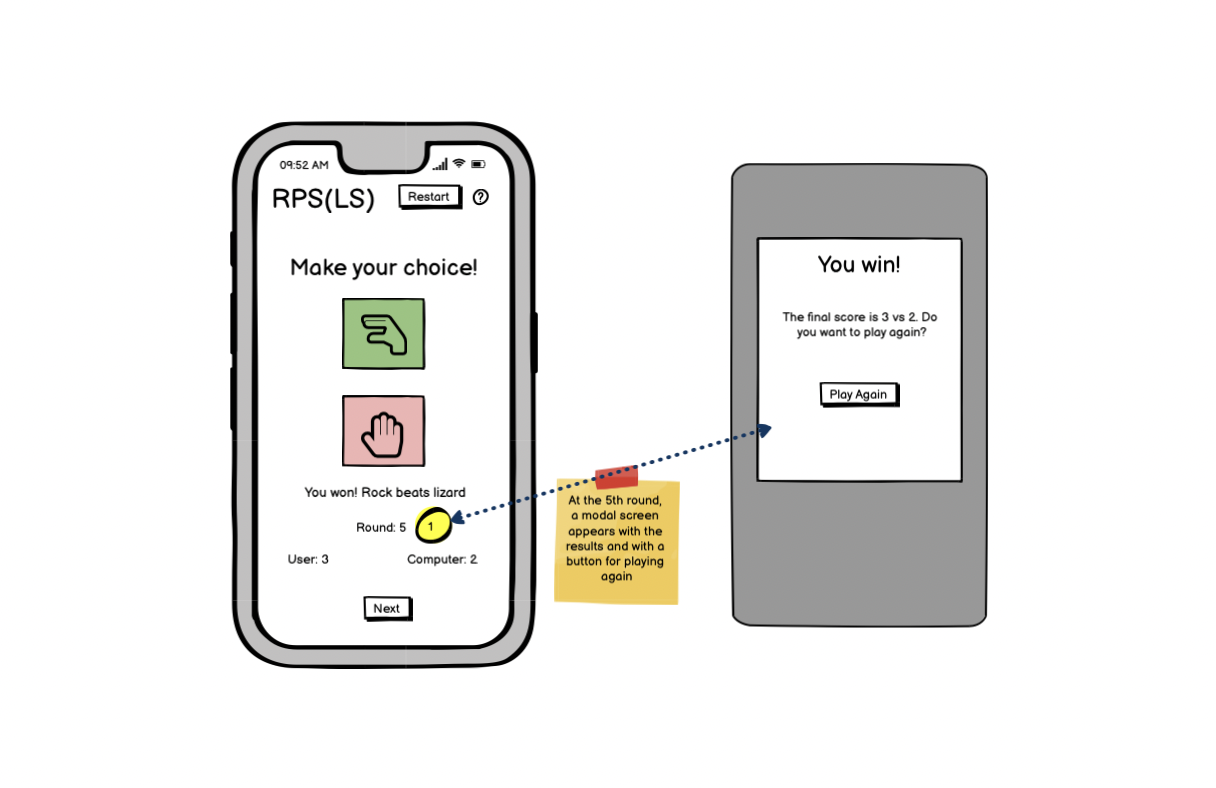 09:52 AM
RPS(LS)
Restart
?
Make your choice!
You won! Rock beats lizard
Round: 5
1
User: 3
Computer: 2
Next
At the 5th round,
a modal screen
appears with the
results and with a
button for playing
again
You win!
The final score is 3 vs 2. Do
you want to play again?
Play Again